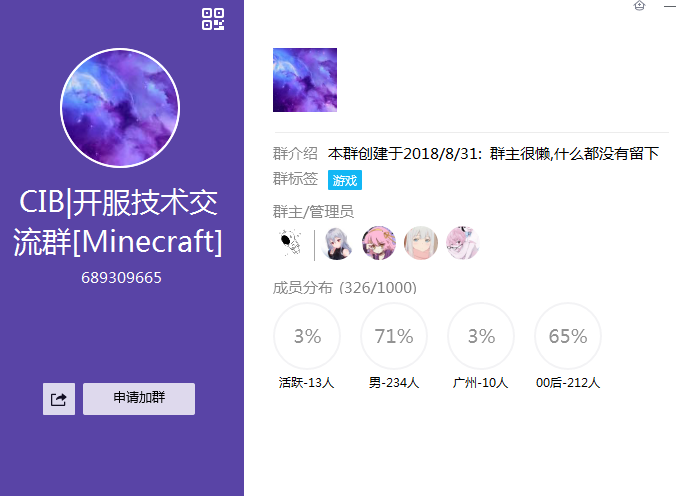 CIB|开服技术交
流群[Minecraft]
689309665
申请加群
群介绍 本群创建于2018/8/31: 群主很懒,什么都没有留下
群标签 游戏
群主/管理员
成员分布 (326/1000)
3% 71% 3% 65%
活跃-13人 男-234人 广州-10人 00后-212人